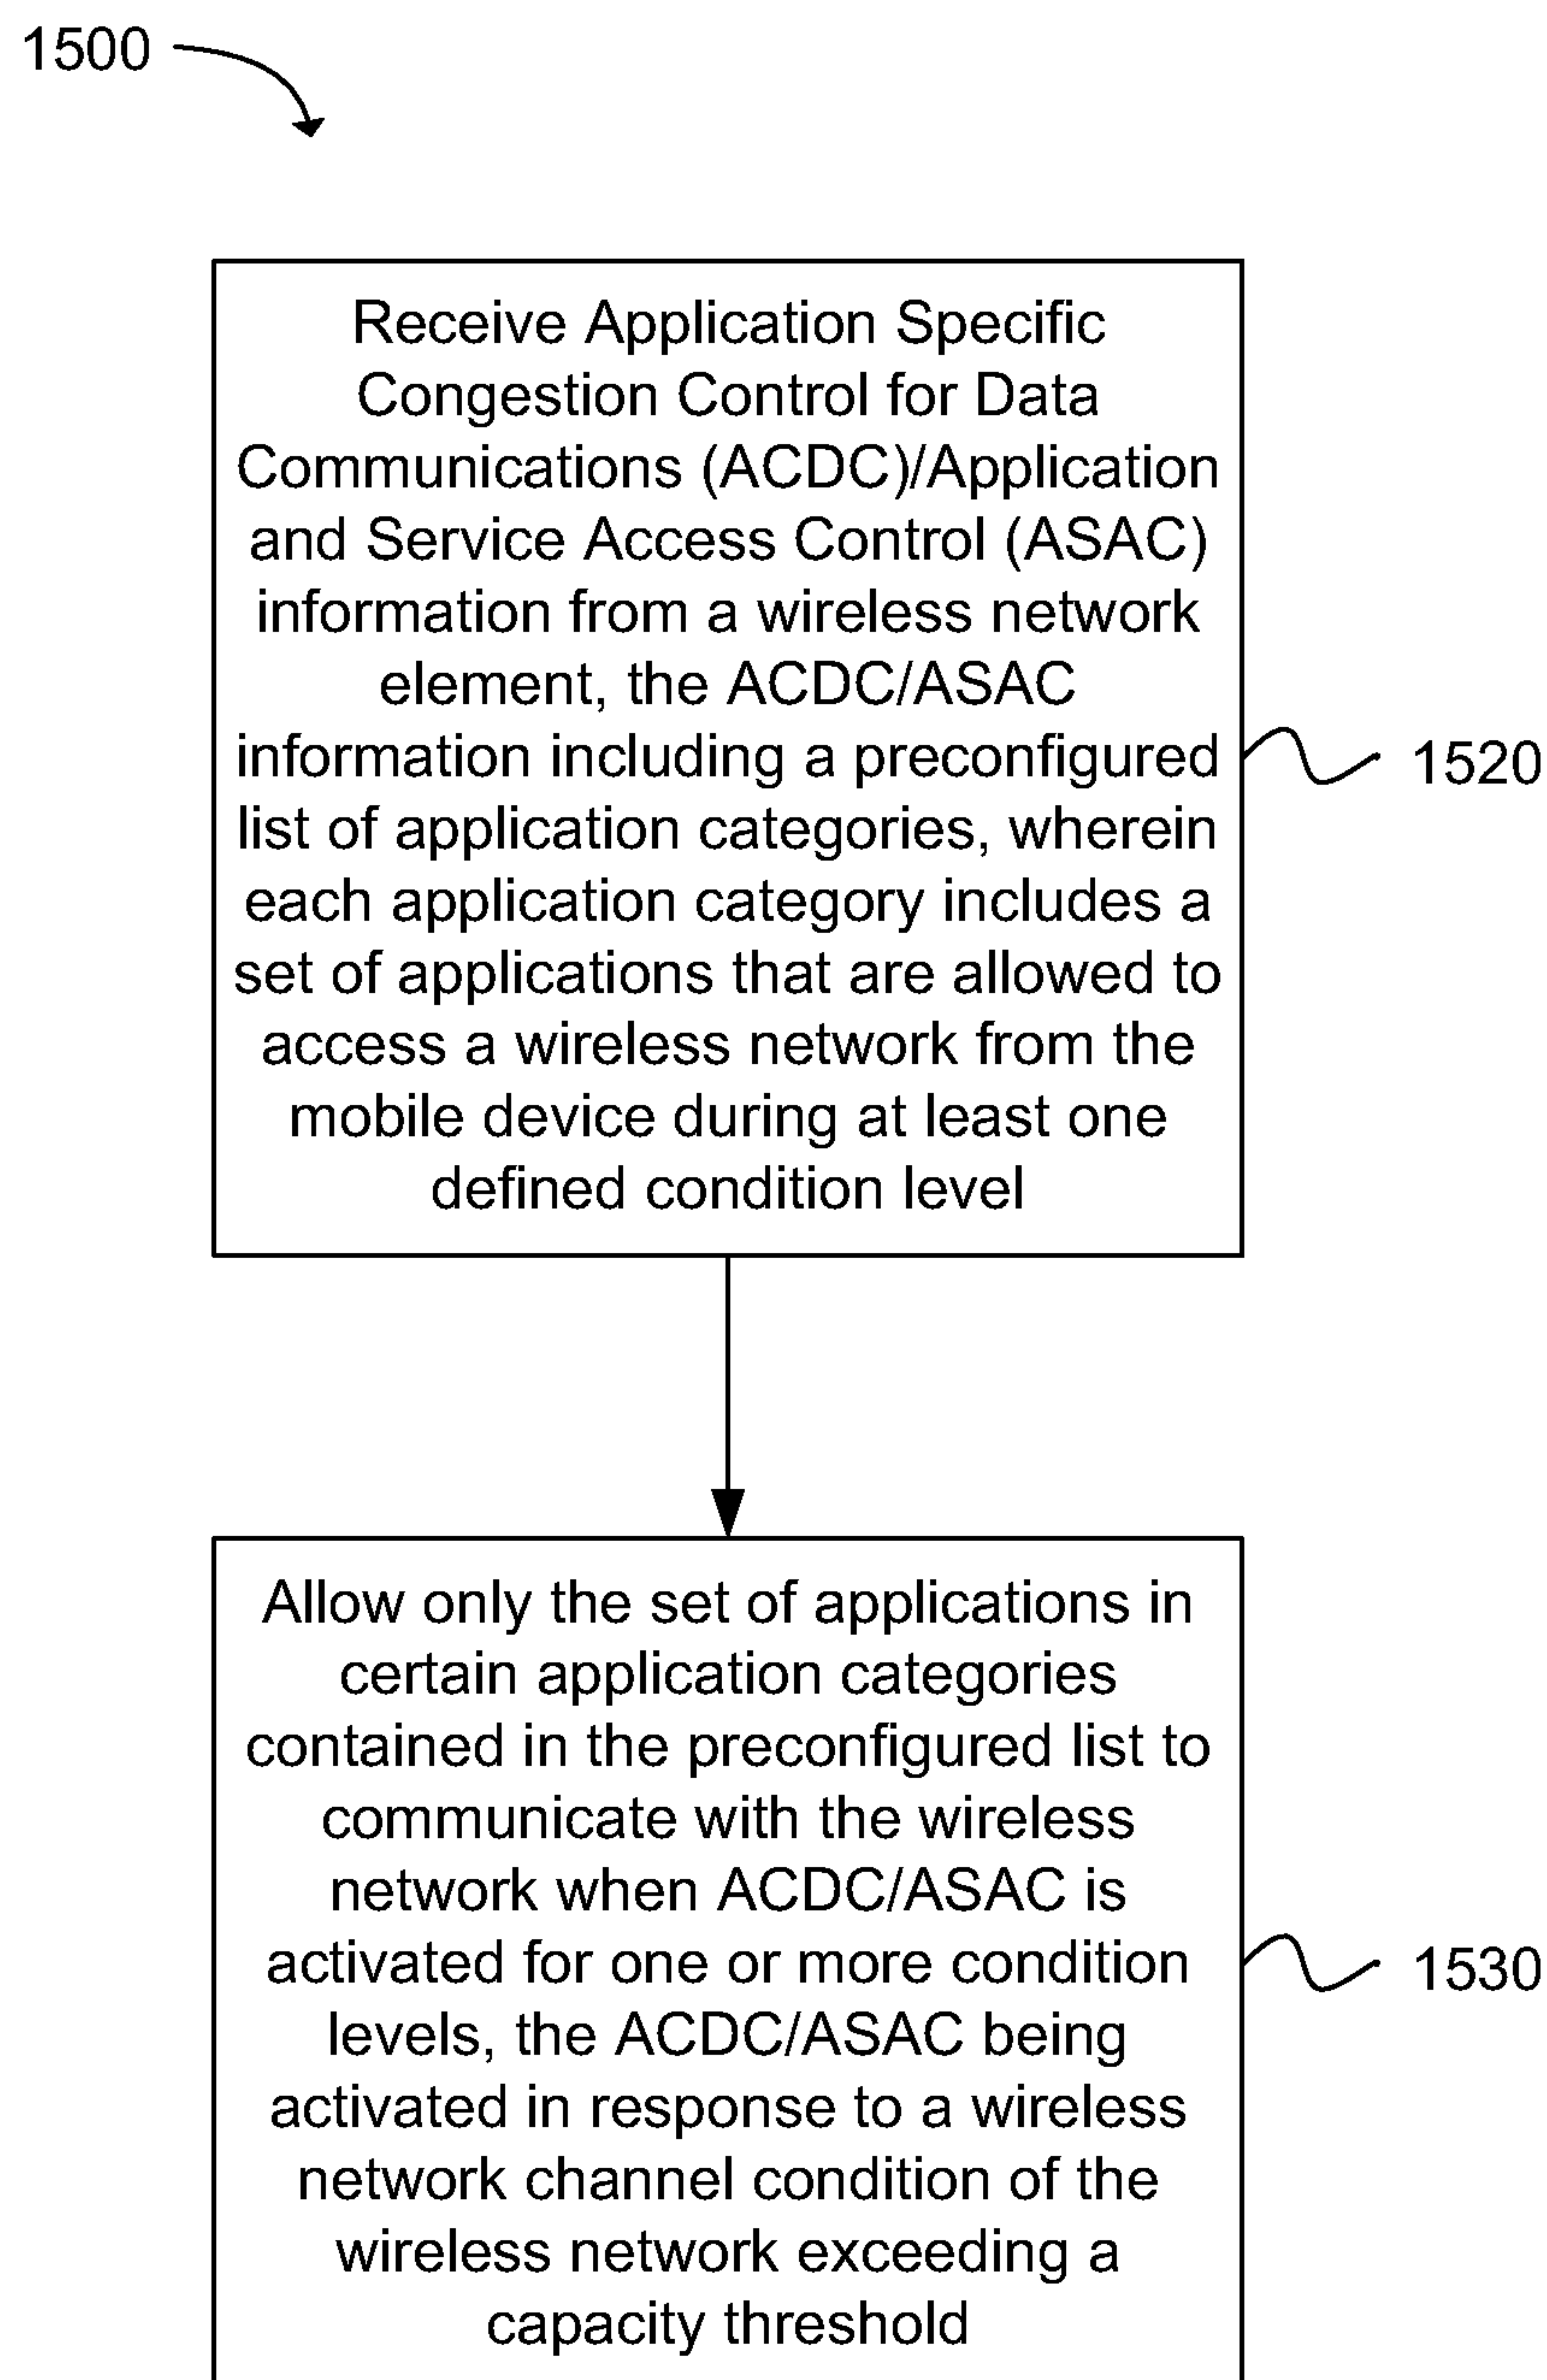 1500
Receive Application Specific
Congestion Control for Data
Communications (ACDC)/Application
and Service Access Control (ASAC)
information from a wireless network
element, the ACDC/ASAC
information including a preconfigured
list of application categories, wherein
each application category includes a
set of applications that are allowed to
access a wireless network from the
mobile device during at least one
defined condition level
1520
Allow only the set of applications in
certain application categories
contained in the preconfigured list to
communicate with the wireless
network when ACDC/ASAC is
activated for one or more condition
levels, the ACDC/ASAC being
activated in response to a wireless
network channel condition of the
wireless network exceeding a
capacity threshold
1530